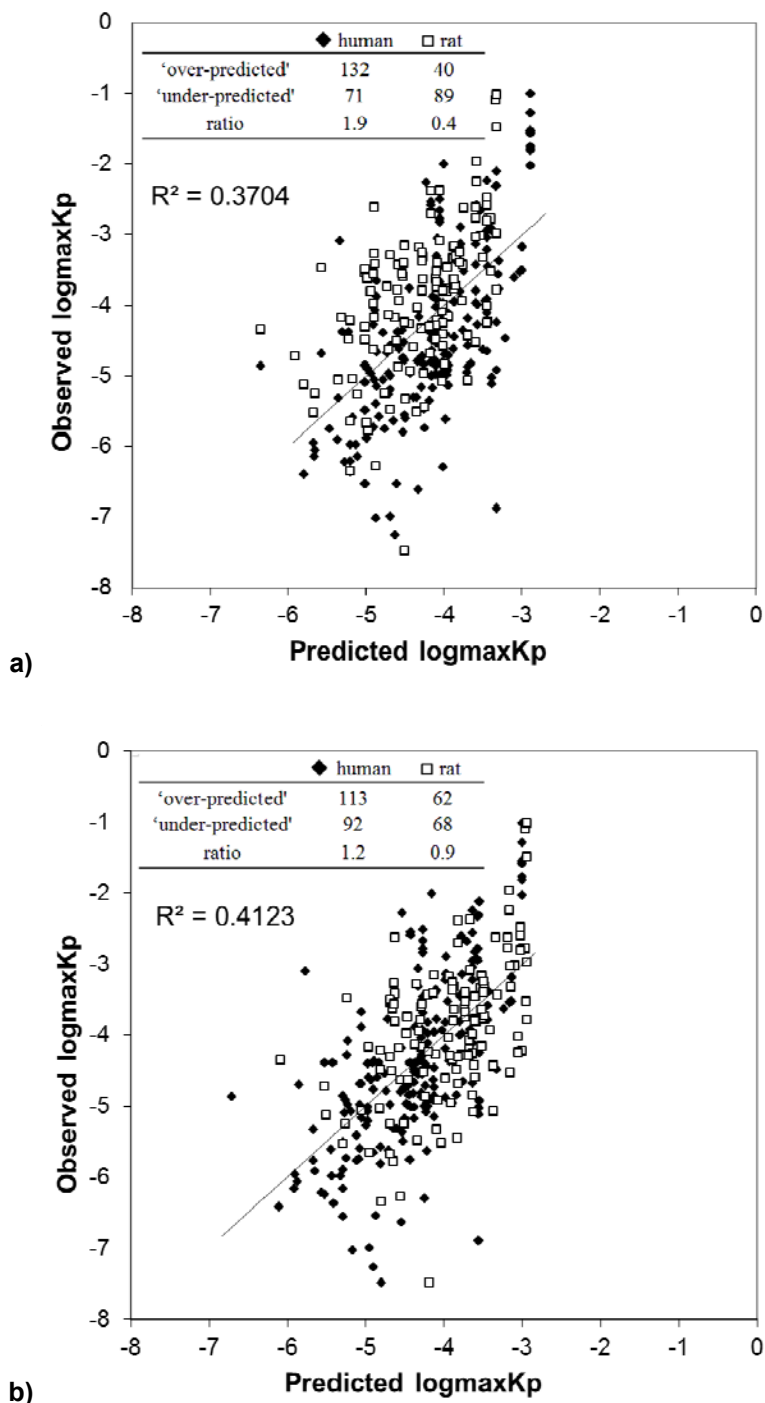 0
-1
-2
-3
-4
-5
-6
-7
-8
Observed logmaxKp
◆ human □ rat
‘over-predicted' 132 40
‘under-predicted' 71 89
ratio 1.9 0.4
R² = 0.3704
-8 -7 -6 -5 -4 -3 -2 -1 0
Predicted logmaxKp
a)
0
-1
-2
-3
-4
-5
-6
-7
-8
Observed logmaxKp
◆ human □ rat
‘over-predicted' 113 62
‘under-predicted' 92 68
ratio 1.2 0.9
R² = 0.4123
-8 -7 -6 -5 -4 -3 -2 -1 0
Predicted logmaxKp
b)